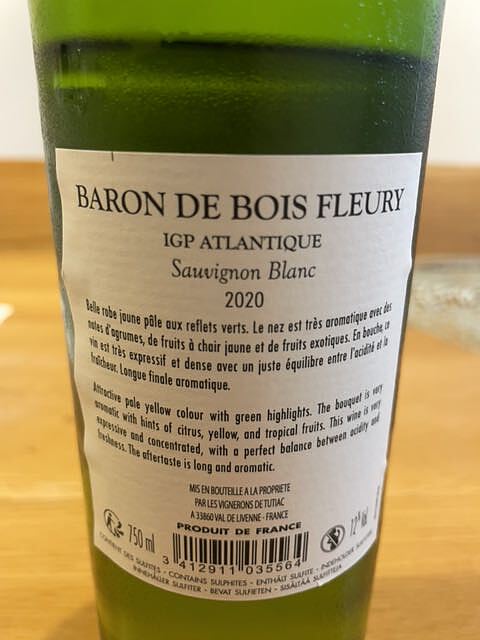 BARON DE BOIS FLEURY
IGP ATLANTIQUE
Sauvignon Blanc
2020
Belle robe jaune pâle aux reflets verts. Le nez est très aromatique avec des
notes d'agrumes, de fruits à chair jaune et de fruits exotiques. En bouche, ce
vin est très expressif et dense avec un juste équilibre entre l'acidité et la
fraîcheur. Longue finale aromatique.
Attractive pale yellow colour with green highlights. The bouquet is very
aromatic with hints of citrus, yellow, and tropical fruits. This wine is very
expressive and concentrated, with a perfect balance between acidity and
freshness. The aftertaste is long and aromatic.
MIS EN BOUTEILLE A LA PROPRIETE
PAR LES VIGNERONS DE TUTIAC
A 33860 VAL DE LIVENNE - FRANCE
PRODUIT DE FRANCE
750 ml
12% Vol
3 412911 035564
CONTIENT DES SULFITES - CONTAINS SULPHITES - ENTHÄLT SULFITE - INDEHOLDER SULFITTER
INNEHÅLLER SULFITER - BEVAT SULFIETEN - SISÄLTÄÄ SULFIITTEJA